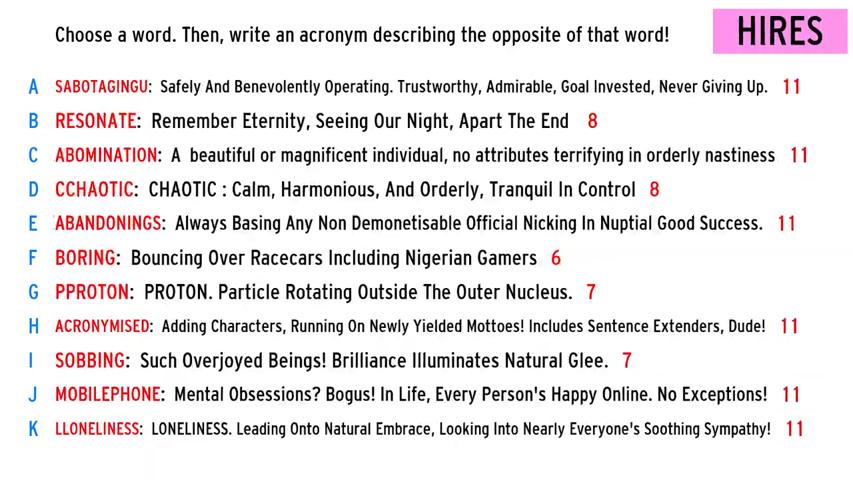 Choose a word. Then, write an acronym describing the opposite of that word!
HIRES
A SABOTAGINGU: Safely And Benevolently Operating. Trustworthy, Admirable, Goal Invested, Never Giving Up. 11
B RESONATE: Remember Eternity, Seeing Our Night, Apart The End 8
C ABOMINATION: A beautiful or magnificent individual, no attributes terrifying in orderly nastiness 11
D CCHAOTIC: CHAOTIC : Calm, Harmonious, And Orderly, Tranquil In Control 8
E ABANDONINGS: Always Basing Any Non Demonetisable Official Nicking In Nuptial Good Success. 11
F BORING: Bouncing Over Racecars Including Nigerian Gamers 6
G PPROTON: PROTON. Particle Rotating Outside The Outer Nucleus. 7
H ACRONYMISED: Adding Characters, Running On Newly Yielded Mottoes! Includes Sentence Extenders, Dude! 11
I SOBBING: Such Overjoyed Beings! Brilliance Illuminates Natural Glee. 7
J MOBILEPHONE: Mental Obsessions? Bogus! In Life, Every Person's Happy Online. No Exceptions! 11
K LLONELINESS: LONELINESS. Leading Onto Natural Embrace, Looking Into Nearly Everyone's Soothing Sympathy! 11